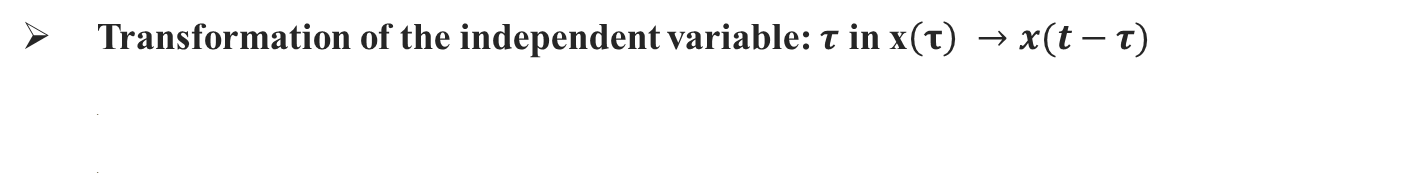 ➢ Transformation of the independent variable: τ in x(τ) → x(t − τ)